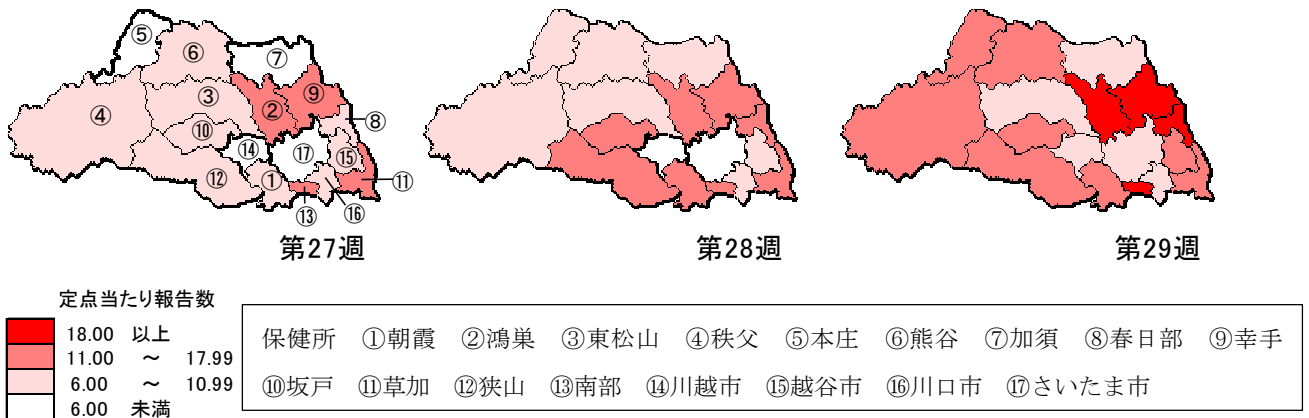 ⑤
⑥
⑦
④
③
②
⑨
⑧
⑩
⑭
⑰
⑮
⑫
①
⑪
⑬
⑯
第27週
第28週
第29週
定点当たり報告数
18.00 以上
11.00 ～ 17.99
6.00 ～ 10.99
6.00 未満
保健所 ①朝霞 ②鴻巣 ③東松山 ④秩父 ⑤本庄 ⑥熊谷 ⑦加須 ⑧春日部 ⑨幸手
⑩坂戸 ⑪草加 ⑫狭山 ⑬南部 ⑭川越市 ⑮越谷市 ⑯川口市 ⑰さいたま市